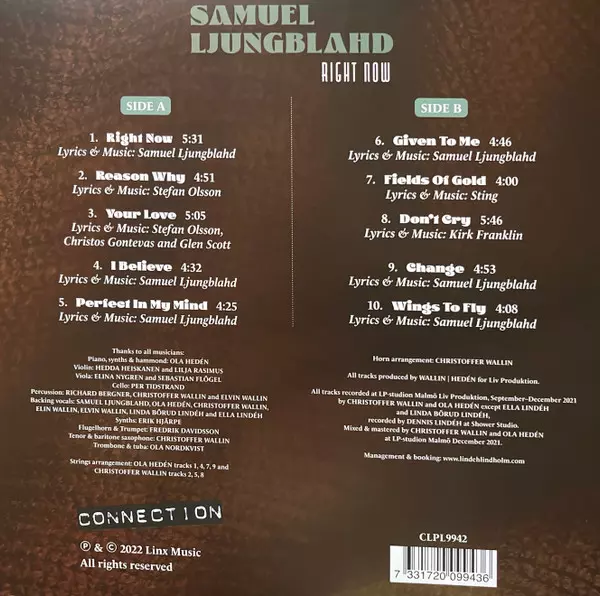 SAMUEL
LJUNGBLAHD
RIGHT NOW
SIDE A
1. Right Now 5:31
Lyrics & Music: Samuel Ljungblahd
2. Reason Why 4:51
Lyrics & Music: Stefan Olsson
3. Your Love 5:05
Lyrics & Music: Stefan Olsson,
Christos Gontevas and Glen Scott
4. I Believe 4:32
Lyrics & Music: Samuel Ljungblahd
5. Perfect In My Mind 4:25
Lyrics & Music: Samuel Ljungblahd
Thanks to all musicians:
Piano, synths & hammond: OLA HEDÉN
Violin: HEDDA HEISKANEN and LILJA RASIMUS
Viola: ELINA NYGREN and SEBASTIAN FLÖGEL
Cello: PER TIDSTRAND
Percussion: RICHARD BERGNER, CHRISTOFFER WALLIN and ELVIN WALLIN
Backing vocal: SAMUEL LJUNGBLAHD, OLA HEDÉN, CHRISTOFFER WALLIN,
ELIN WALLIN, ELVIN WALLIN, LINDA BÖRUD LINDÉH and ELLA LINDÉH
Synths: ERIK HJÄRPE
Flugelhorn & Trumpet: FREDRIK DAVIDSSON
Tenor & baritone saxophone: CHRISTOFFER WALLIN
Trombone & tuba: OLA NORDKVIST
Strings arrangement: OLA HEDÉN tracks 1, 4, 7, 9 and
CHRISTOFFER WALLIN tracks 2, 5, 8
CONNECTION
Ⓟ & © 2022 Linx Music
All rights reserved
SIDE B
6. Given To Me 4:46
Lyrics & Music: Samuel Ljungblahd
7. Fields Of Gold 4:00
Lyrics & Music: Sting
8. Don't Cry 5:46
Lyrics & Music: Kirk Franklin
9. Change 4:53
Lyrics & Music: Samuel Ljungblahd
10. Wings To Fly 4:08
Lyrics & Music: Samuel Ljungblahd
Horn arrangement: CHRISTOFFER WALLIN
All tracks produced by WALLIN | HEDÉN for Liv Produktion.
All tracks recorded at LP-studion Malmö Liv Produktion, September–December 2021
by CHRISTOFFER WALLIN and OLA HEDÉN except ELLA LINDÉH
and LINDA BÖRUD LINDÉH,
recorded by DENNIS LINDÉH at Shower Studio.
Mixed & mastered by CHRISTOFFER WALLIN and OLA HEDÉN
at LP-studion Malmö December 2021.
Management & booking: www.lindehlindholm.com
CLPL9942
7 331720 099436